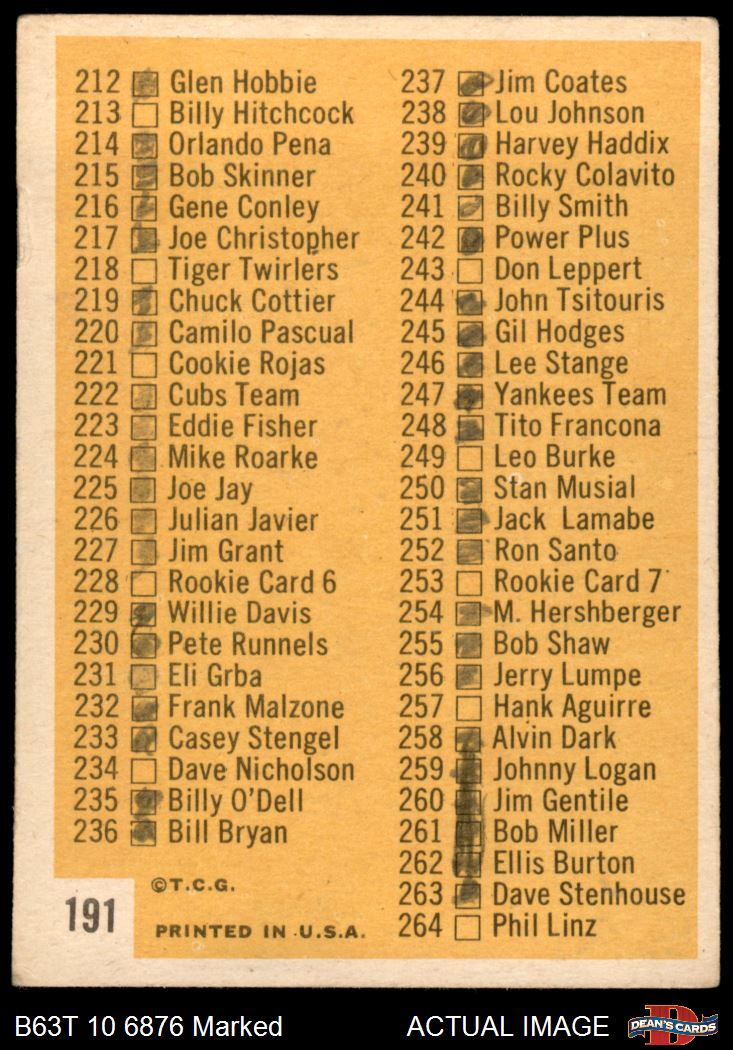 212 Glen Hobbie
213 Billy Hitchcock
214 Orlando Pena
215 Bob Skinner
216 Gene Conley
217 Joe Christopher
218 Tiger Twirlers
219 Chuck Cottier
220 Camilo Pascual
221 Cookie Rojas
222 Cubs Team
223 Eddie Fisher
224 Mike Roarke
225 Joe Jay
226 Julian Javier
227 Jim Grant
228 Rookie Card 6
229 Willie Davis
230 Pete Runnels
231 Eli Grba
232 Frank Malzone
233 Casey Stengel
234 Dave Nicholson
235 Billy O'Dell
236 Bill Bryan
237 Jim Coates
238 Lou Johnson
239 Harvey Haddix
240 Rocky Colavito
241 Billy Smith
242 Power Plus
243 Don Leppert
244 John Tsitouris
245 Gil Hodges
246 Lee Stange
247 Yankees Team
248 Tito Francona
249 Leo Burke
250 Stan Musial
251 Jack Lamabe
252 Ron Santo
253 Rookie Card 7
254 M. Hershberger
255 Bob Shaw
256 Jerry Lumpe
257 Hank Aguirre
258 Alvin Dark
259 Johnny Logan
260 Jim Gentile
261 Bob Miller
262 Ellis Burton
263 Dave Stenhouse
264 Phil Linz
©T.C.G.
191
PRINTED IN U.S.A.
B63T 10 6876 Marked
ACTUAL IMAGE
D
DEAN'S CARDS